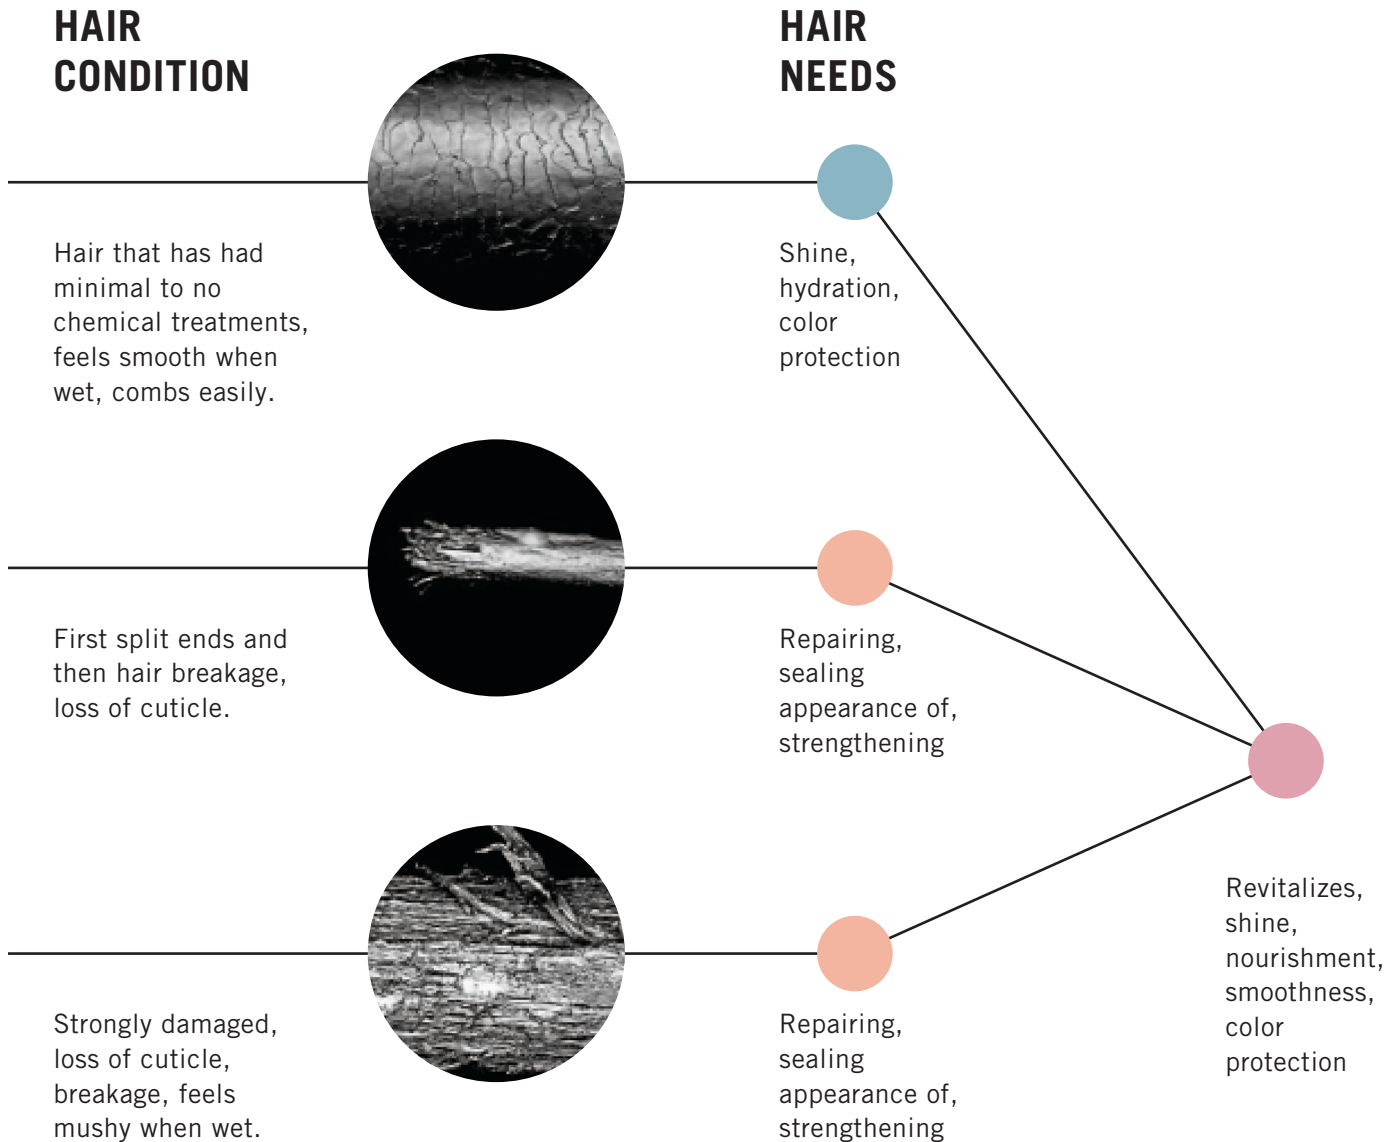 HAIR
CONDITION
HAIR
NEEDS
Hair that has had
minimal to no
chemical treatments,
feels smooth when
wet, combs easily.
Shine,
hydration,
color
protection
First split ends and
then hair breakage,
loss of cuticle.
Repairing,
sealing
appearance of,
strengthening
Strongly damaged,
loss of cuticle,
breakage, feels
mushy when wet.
Repairing,
sealing
appearance of,
strengthening
Revitalizes,
shine,
nourishment,
smoothness,
color
protection